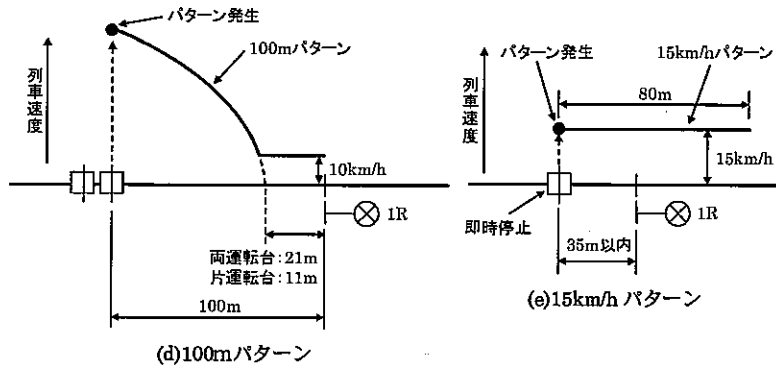 パターン発生
100mパターン
列車速度
10km/h
1R
両運転台:21m
片運転台:11m
100m
(d)100mパターン
パターン発生
15km/hパターン
80m
列車速度
15km/h
即時停止
1R
35m以内
(e)15km/h パターン